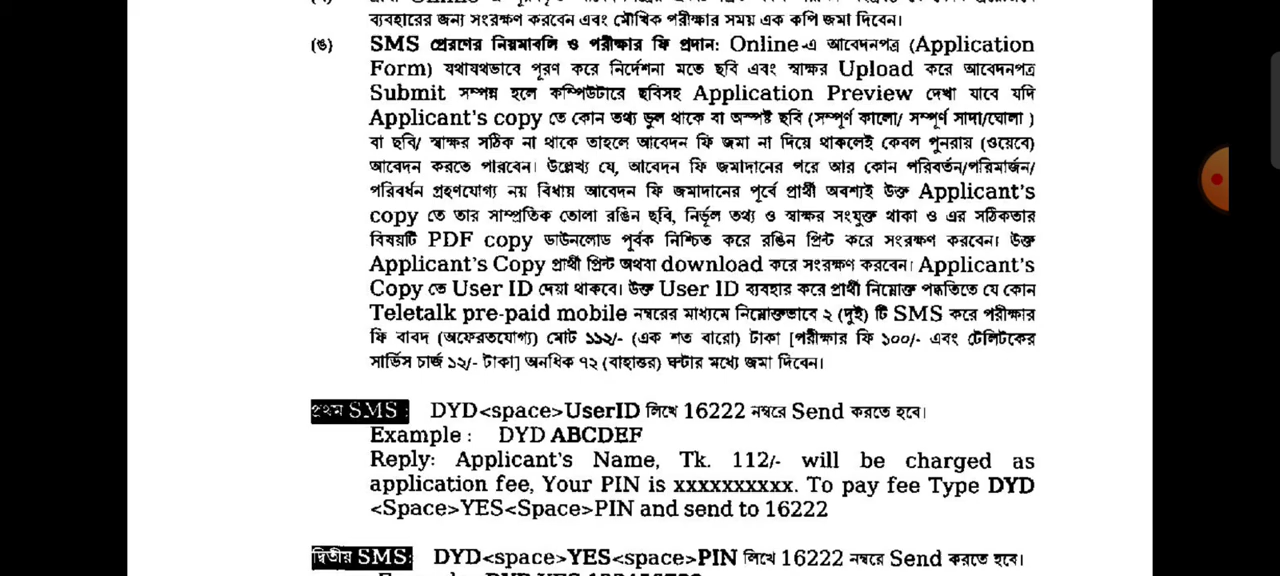 ব্যবহারের জন্য সংরক্ষণ করবেন এবং মৌখিক পরীক্ষার সময় এক কপি জমা দিবেন।
(ঙ) SMS প্রেরণের নিয়মাবলি ও পরীক্ষার ফি প্রদান: Online-এ আবেদনপত্র (Application
Form) যথাযথভাবে পূরণ করে নির্দেশনা মতে ছবি এবং স্বাক্ষর Upload করে আবেদনপত্র
Submit সম্পন্ন হলে কম্পিউটারে ছবিসহ Application Preview দেখা যাবে যদি
Applicant's copy তে কোন তথ্য ভুল থাকে বা অস্পষ্ট ছবি (সম্পূর্ণ কালো/ সম্পূর্ণ সাদা/ঘোলা )
বা ছবি/ স্বাক্ষর সঠিক না থাকে তাহলে আবেদন ফি জমা না দিয়ে থাকলেই কেবল পুনরায় (ওয়েবে)
আবেদন করতে পারবেন। উল্লেখ্য যে, আবেদন ফি জমাদানের পরে আর কোন পরিবর্তন/পরিমার্জন/
পরিবর্ধন গ্রহণযোগ্য নয় বিধায় আবেদন ফি জমাদানের পূর্বে প্রার্থী অবশ্যই উক্ত Applicant's
copy তে তার সাম্প্রতিক তোলা রঙিন ছবি, নির্ভূল তথ্য ও স্বাক্ষর সংযুক্ত থাকা ও এর সঠিকতার
বিষয়টি PDF copy ডাউনলোড পূর্বক নিশ্চিত করে রঙিন প্রিন্ট করে সংরক্ষণ করবেন। উক্ত
Applicant's Copy প্রার্থী প্রিন্ট অথবা download করে সংরক্ষণ করবেন। Applicant's
Copy তে User ID দেয়া থাকবে। উক্ত User ID ব্যবহার করে প্রার্থী নিম্নোক্ত পদ্ধতিতে যে কোন
Teletalk pre-paid mobile নম্বরের মাধ্যমে নিম্নোক্তভাবে ২ (দুই) টি SMS করে পরীক্ষার
ফি বাবদ (অফেরতযোগ্য) মোট ১১২/- (এক শত বারো) টাকা [পরীক্ষার ফি ১০০/- এবং টেলিটকের
সার্ভিস চার্জ ১২/- টাকা] অনধিক ৭২ (বাহাত্তর) ঘন্টার মধ্যে জমা দিবেন।
প্রথম SMS : DYD<space>UserID লিখে 16222 নম্বরে Send করতে হবে।
Example : DYD ABCDEF
Reply: Applicant's Name, Tk. 112/- will be charged as
application fee, Your PIN is xxxxxxxxxx. To pay fee Type DYD
<Space>YES<Space>PIN and send to 16222
দ্বিতীয় SMS: DYD<space>YES<space>PIN লিখে 16222 নম্বরে Send করতে হবে।